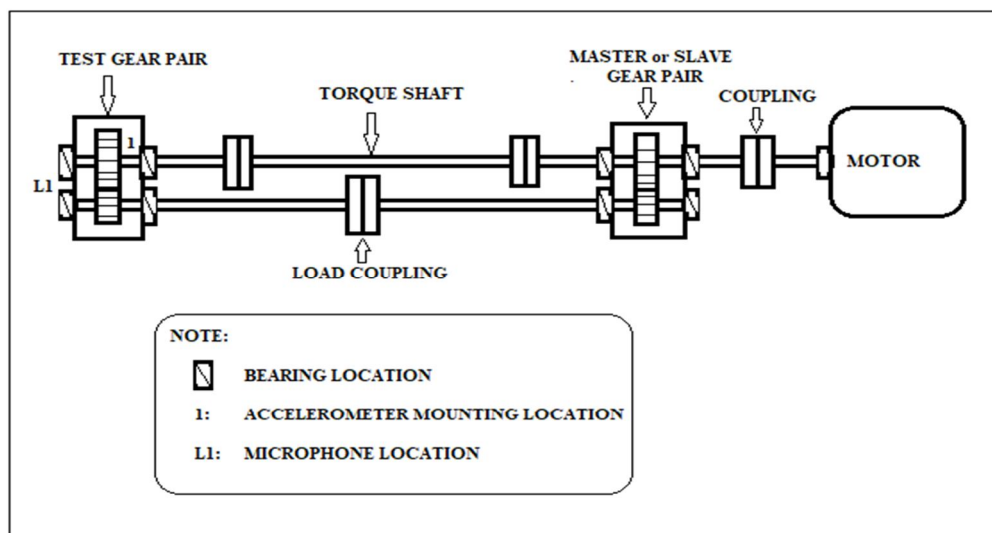 TEST GEAR PAIR
TORQUE SHAFT
MASTER or SLAVE
. GEAR PAIR
COUPLING
1
L1
MOTOR
LOAD COUPLING
NOTE:
BEARING LOCATION
1: ACCELEROMETER MOUNTING LOCATION
L1: MICROPHONE LOCATION